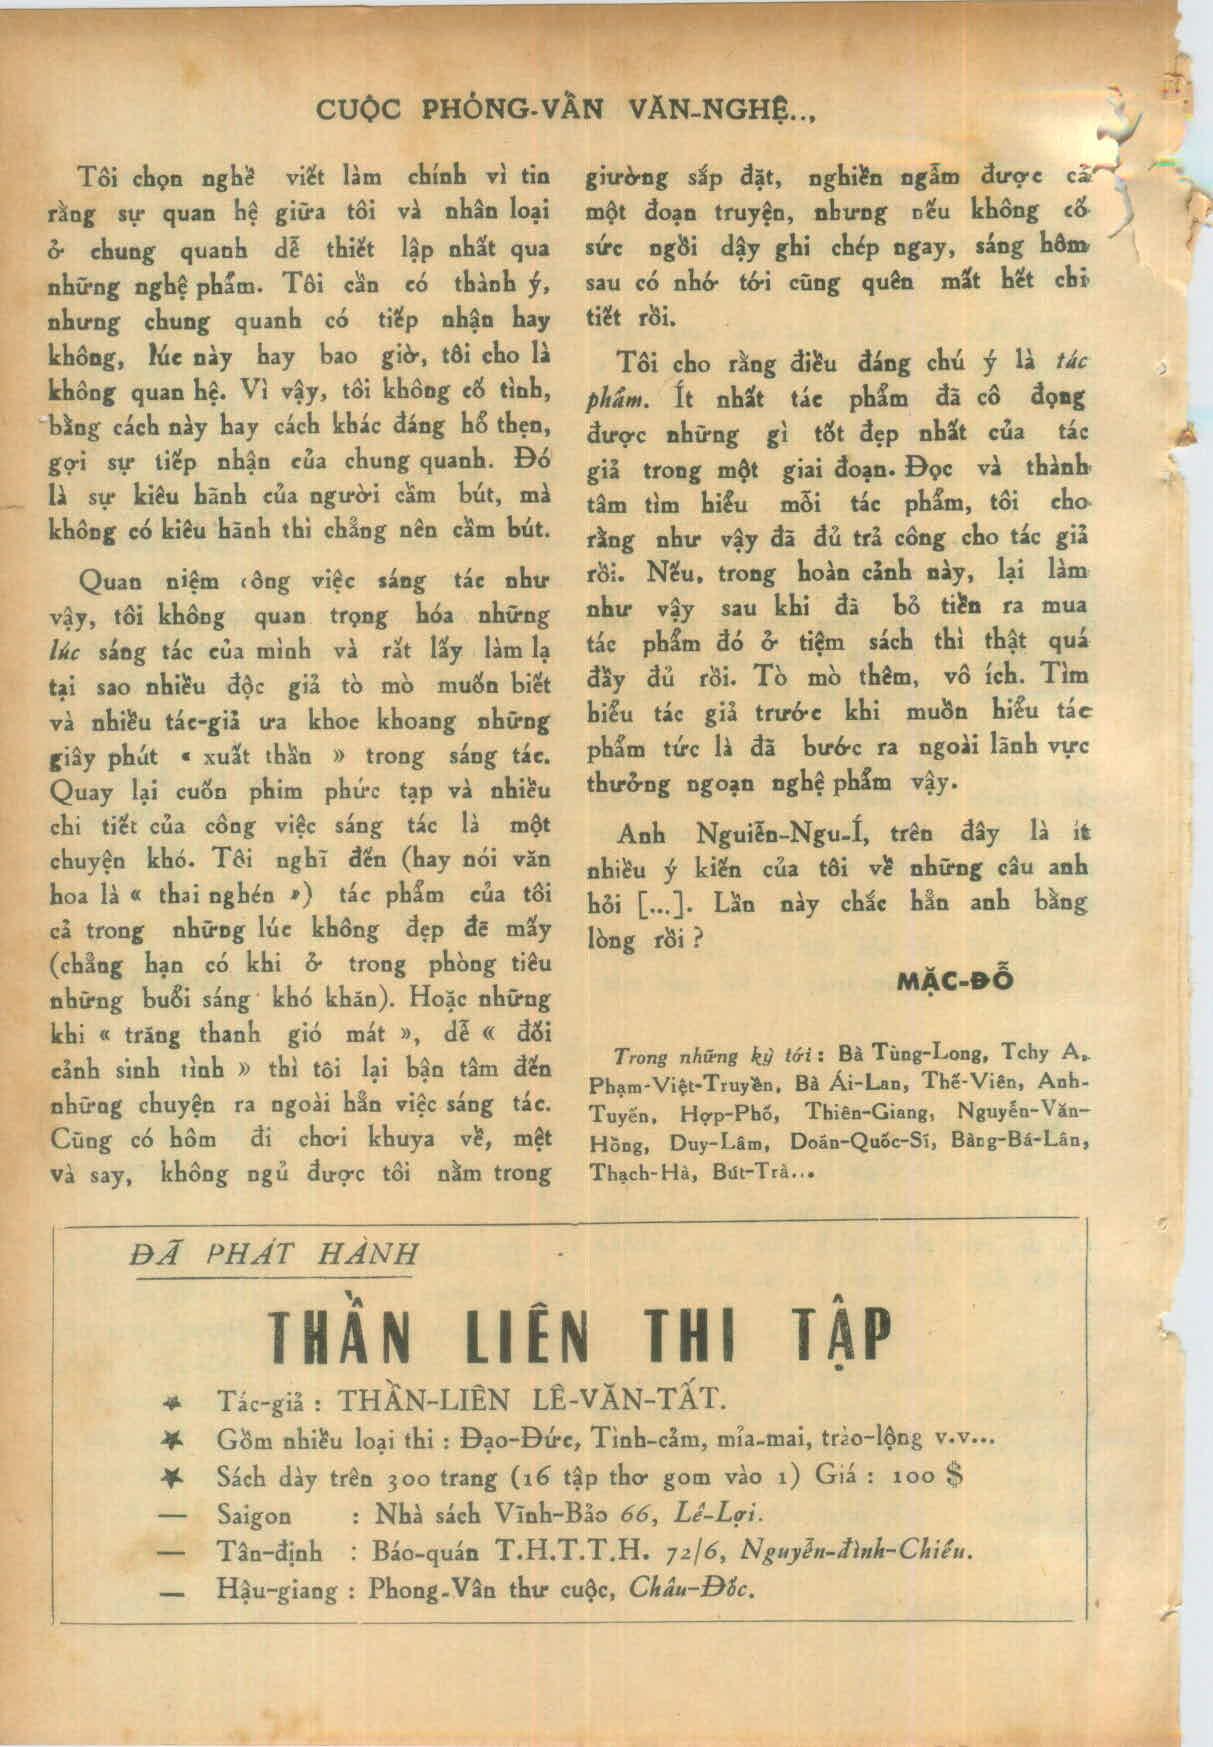 CUỘC PHỎNG-VẤN VĂN-NGHỆ..,
Tôi chọn nghề viết làm chính vì tin
rằng sự quan hệ giữa tôi và nhân loại
ở chung quanh dễ thiết lập nhất qua
những nghệ phẩm. Tôi cần có thành ý,
nhưng chung quanh có tiếp nhận hay
không, lúc này hay bao giờ, tôi cho là
không quan hệ. Vì vậy, tôi không cố tình,
bằng cách này hay cách khác đáng hổ thẹn,
gợi sự tiếp nhận của chung quanh. Đó
là sự kiêu hãnh của người cầm bút, mà
không có kiêu hãnh thì chẳng nên cầm bút.
Quan niệm công việc sáng tác như
vậy, tôi không quan trọng hóa những
lúc sáng tác của mình và rất lấy làm lạ
tại sao nhiều độc giả tò mò muốn biết
và nhiều tác-giả ưa khoe khoang những
giây phút « xuất thần » trong sáng tác.
Quay lại cuốn phim phức tạp và nhiều
chi tiết của công việc sáng tác là một
chuyện khó. Tôi nghĩ đến (hay nói văn
hoa là « thai nghén ») tác phẩm của tôi
cả trong những lúc không đẹp đẽ mấy
(chẳng hạn có khi ở trong phòng tiêu
những buổi sáng khó khăn). Hoặc những
khi « trăng thanh gió mát », dễ « đối
cảnh sinh tình » thì tôi lại bận tâm đến
những chuyện ra ngoài hẳn việc sáng tác.
Cũng có hôm đi chơi khuya về, mệt
và say, không ngủ được tôi nằm trong
giường sắp đặt, nghiền ngẫm được cả
một đoạn truyện, nhưng nếu không cố
sức ngồi dậy ghi chép ngay, sáng hôm
sau có nhớ tới cũng quên mất hết chi
tiết rồi.
Tôi cho rằng điều đáng chú ý là tác
phẩm. Ít nhất tác phẩm đã cô đọng
được những gì tốt đẹp nhất của tác
giả trong một giai đoạn. Đọc và thành
tâm tìm hiểu mỗi tác phẩm, tôi cho
rằng như vậy đã đủ trả công cho tác giả
rồi. Nếu, trong hoàn cảnh này, lại làm
như vậy sau khi đã bỏ tiền ra mua
tác phẩm đó ở tiệm sách thì thật quá
đầy đủ rồi. Tò mò thêm, vô ích. Tìm
hiểu tác giả trước khi muốn hiểu tác
phẩm tức là đã bước ra ngoài lãnh vực
thưởng ngoạn nghệ phẩm vậy.
Anh Nguiễn-Ngu-Í, trên đây là ít
nhiều ý kiến của tôi về những câu anh
hỏi [...]. Lần này chắc hẳn anh bằng
lòng rồi ?
MẶC-ĐỖ
Trong những kỳ tới : Bà Tùng-Long, Tchy A,
Phạm-Việt-Truyền, Bà Ái-Lan, Thế-Viên, Anh-
Tuyến, Hợp-Phố, Thiên-Giang, Nguyễn-Văn-
Hồng, Duy-Lâm, Doãn-Quốc-Sĩ, Bàng-Bá-Lân,
Thạch-Hà, Bút-Trà...
ĐÃ PHÁT HÀNH
THẦN LIÊN THI TẬP
★ Tác-giả : THẦN-LIÊN LÊ-VĂN-TẤT.
★ Gồm nhiều loại thi : Đạo-Đức, Tình-cảm, mỉa-mai, trào-lộng v.v...
★ Sách dày trên 300 trang (16 tập thơ gom vào 1) Giá : 100 $
— Saigon : Nhà sách Vĩnh-Bảo 66, Lê-Lợi.
— Tân-định : Báo-quán T.H.T.T.H. 72/6, Nguyễn-đình-Chiểu.
— Hậu-giang : Phong-Vân thư cuộc, Châu-Đốc.